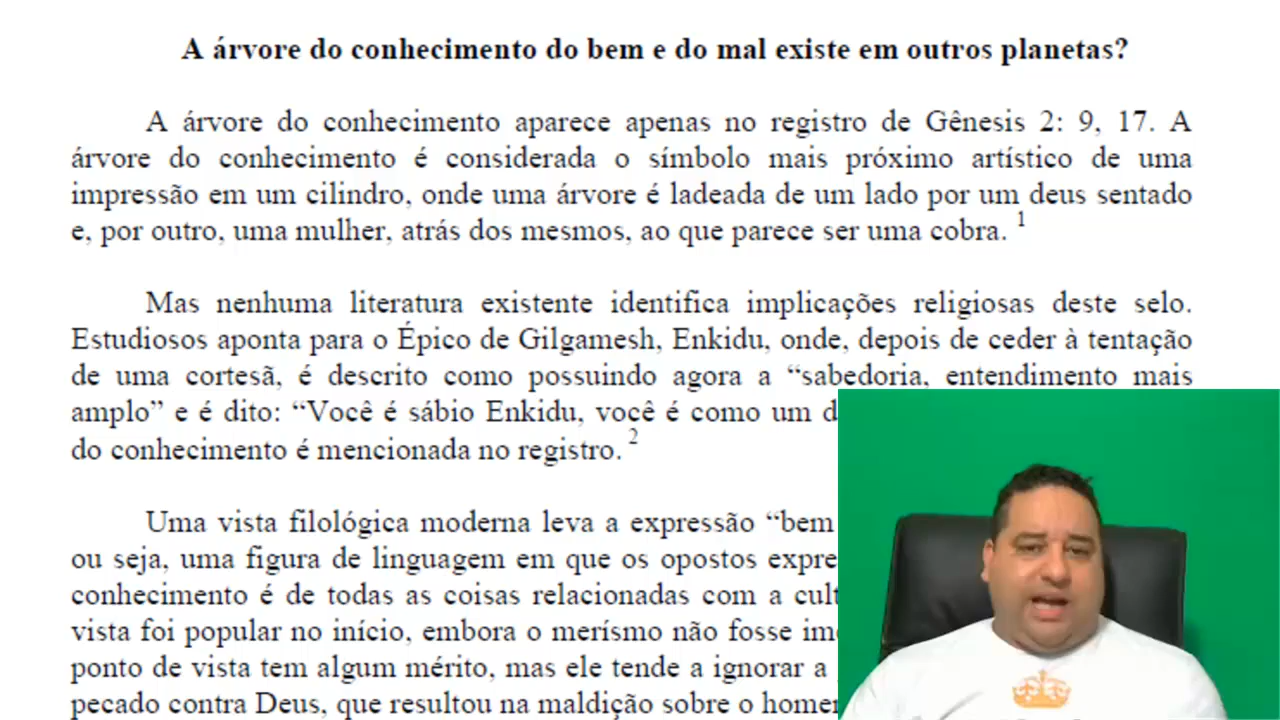 A árvore do conhecimento do bem e do mal existe em outros planetas?
A árvore do conhecimento aparece apenas no registro de Gênesis 2: 9, 17. A
árvore do conhecimento é considerada o símbolo mais próximo artístico de uma
impressão em um cilindro, onde uma árvore é ladeada de um lado por um deus sentado
e, por outro, uma mulher, atrás dos mesmos, ao que parece ser uma cobra. 1
Mas nenhuma literatura existente identifica implicações religiosas deste selo.
Estudiosos aponta para o Épico de Gilgamesh, Enkidu, onde, depois de ceder à tentação
de uma cortesã, é descrito como possuindo agora a “sabedoria, entendimento mais
amplo” e é dito: “Você é sábio Enkidu, você é como um
do conhecimento é mencionada no registro. 2
Uma vista filológica moderna leva a expressão “bem
ou seja, uma figura de linguagem em que os opostos
conhecimento é de todas as coisas relacionadas com a
vista foi popular no início, embora o merísmo não fosse
ponto de vista tem algum mérito, mas ele tende a ignorar a
pecado contra Deus, que resultou na maldição sobre o